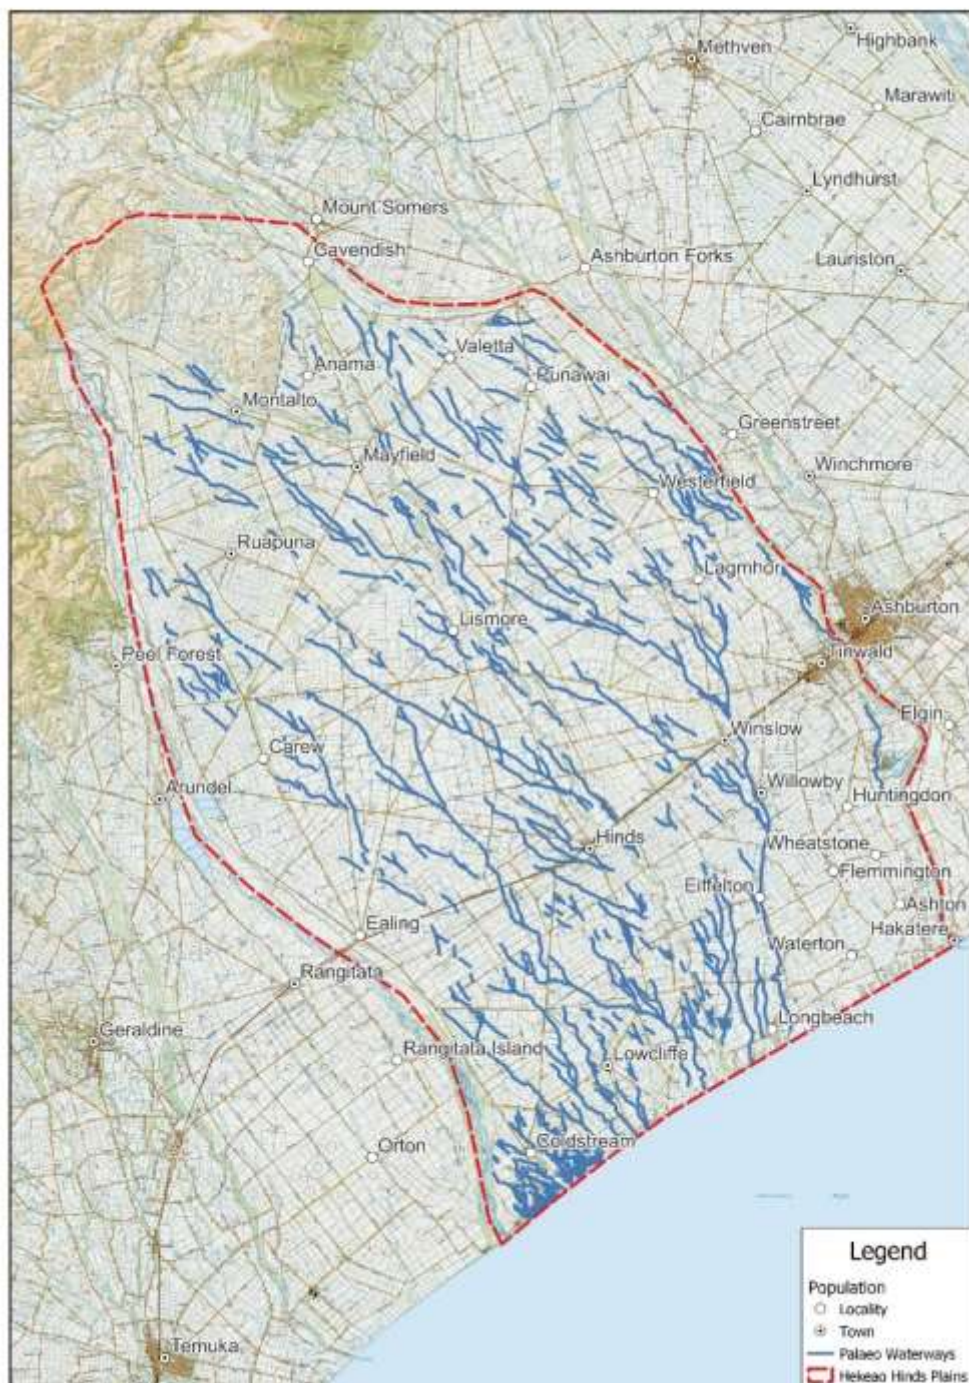 Highbank
Methven
Marawiti
Cairnbrae
Lyndhurst
Mount Somers
Cavendish
Ashburton Forks
Lauriston
Valetta
Anama
Punawai
Montalto
Greenstreet
Mayfield
Winchmore
Westerfield
Ruapuna
Lagmhor
Ashburton
Lismore
Tinwald
Peel Forest
Elgin
Winslow
Carew
Arundel
Willowby
Huntingdon
Hinds
Wheatstone
Flemmington
Eiffelton
Ashton
Ealing
Hakatere
Waterton
Rangitata
Longbeach
Geraldine
Rangitata Island
Lowcliffe
Coldstream
Orton
Temuka
Legend
Population
Locality
Town
Palaeo Waterways
Hekeao Hinds Plains